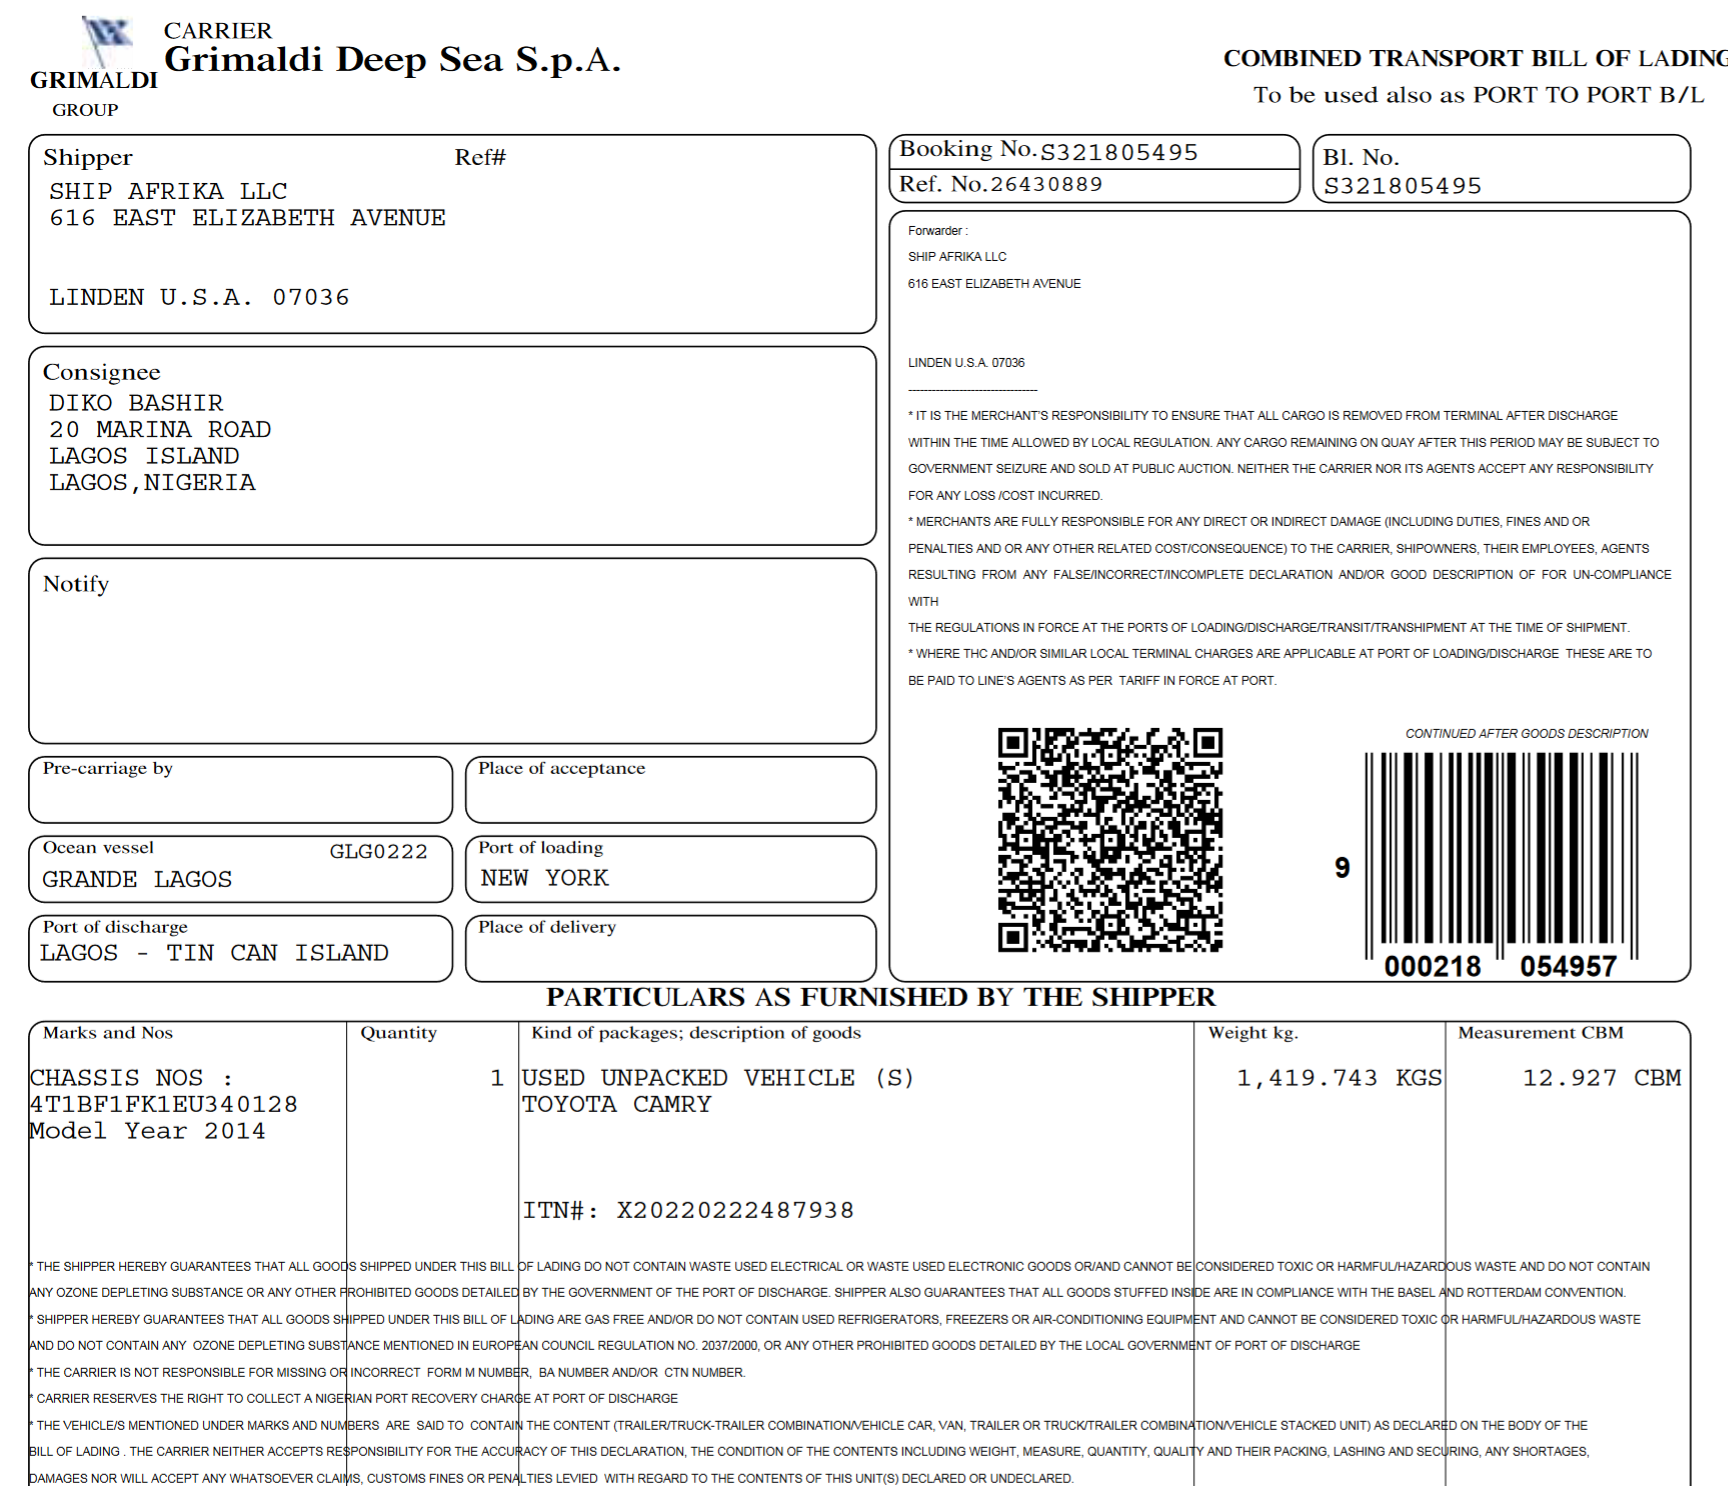 CARRIER
Grimaldi Deep Sea S.p.A.
GRIMALDI
GROUP
COMBINED TRANSPORT BILL OF LADING
To be used also as PORT TO PORT B/L
Shipper Ref#
SHIP AFRIKA LLC
616 EAST ELIZABETH AVENUE
LINDEN U.S.A. 07036
Booking No. S321805495
Ref. No. 26430889
Bl. No.
S321805495
Consignee
DIKO BASHIR
20 MARINA ROAD
LAGOS ISLAND
LAGOS,NIGERIA
Notify
Forwarder :
SHIP AFRIKA LLC
616 EAST ELIZABETH AVENUE
LINDEN U.S.A. 07036
---------------------------------
* IT IS THE MERCHANT'S RESPONSIBILITY TO ENSURE THAT ALL CARGO IS REMOVED FROM TERMINAL AFTER DISCHARGE
WITHIN THE TIME ALLOWED BY LOCAL REGULATION. ANY CARGO REMAINING ON QUAY AFTER THIS PERIOD MAY BE SUBJECT TO
GOVERNMENT SEIZURE AND SOLD AT PUBLIC AUCTION. NEITHER THE CARRIER NOR ITS AGENTS ACCEPT ANY RESPONSIBILITY
FOR ANY LOSS /COST INCURRED.
* MERCHANTS ARE FULLY RESPONSIBLE FOR ANY DIRECT OR INDIRECT DAMAGE (INCLUDING DUTIES, FINES AND OR
PENALTIES AND OR ANY OTHER RELATED COST/CONSEQUENCE) TO THE CARRIER, SHIPOWNERS, THEIR EMPLOYEES, AGENTS
RESULTING FROM ANY FALSE/INCORRECT/INCOMPLETE DECLARATION AND/OR GOOD DESCRIPTION OF FOR UN-COMPLIANCE
WITH
THE REGULATIONS IN FORCE AT THE PORTS OF LOADING/DISCHARGE/TRANSIT/TRANSHIPMENT AT THE TIME OF SHIPMENT.
* WHERE THC AND/OR SIMILAR LOCAL TERMINAL CHARGES ARE APPLICABLE AT PORT OF LOADING/DISCHARGE THESE ARE TO
BE PAID TO LINE'S AGENTS AS PER TARIFF IN FORCE AT PORT.
CONTINUED AFTER GOODS DESCRIPTION
9 000218 054957
Pre-carriage by
Place of acceptance
Ocean vessel GLG0222
GRANDE LAGOS
Port of loading
NEW YORK
Port of discharge
LAGOS - TIN CAN ISLAND
Place of delivery
PARTICULARS AS FURNISHED BY THE SHIPPER
Marks and Nos Quantity Kind of packages; description of goods Weight kg. Measurement CBM
CHASSIS NOS : 1 USED UNPACKED VEHICLE (S) 1,419.743 KGS 12.927 CBM
4T1BF1FK1EU340128 TOYOTA CAMRY
Model Year 2014
ITN#: X20220222487938
* THE SHIPPER HEREBY GUARANTEES THAT ALL GOODS SHIPPED UNDER THIS BILL OF LADING DO NOT CONTAIN WASTE USED ELECTRICAL OR WASTE USED ELECTRONIC GOODS OR/AND CANNOT BE CONSIDERED TOXIC OR HARMFUL/HAZARDOUS WASTE AND DO NOT CONTAIN
ANY OZONE DEPLETING SUBSTANCE OR ANY OTHER PROHIBITED GOODS DETAILED BY THE GOVERNMENT OF THE PORT OF DISCHARGE. SHIPPER ALSO GUARANTEES THAT ALL GOODS STUFFED INSIDE ARE IN COMPLIANCE WITH THE BASEL AND ROTTERDAM CONVENTION.
* SHIPPER HEREBY GUARANTEES THAT ALL GOODS SHIPPED UNDER THIS BILL OF LADING ARE GAS FREE AND/OR DO NOT CONTAIN USED REFRIGERATORS, FREEZERS OR AIR-CONDITIONING EQUIPMENT AND CANNOT BE CONSIDERED TOXIC OR HARMFUL/HAZARDOUS WASTE
AND DO NOT CONTAIN ANY OZONE DEPLETING SUBSTANCE MENTIONED IN EUROPEAN COUNCIL REGULATION NO. 2037/2000, OR ANY OTHER PROHIBITED GOODS DETAILED BY THE LOCAL GOVERNMENT OF PORT OF DISCHARGE
* THE CARRIER IS NOT RESPONSIBLE FOR MISSING OR INCORRECT FORM M NUMBER, BA NUMBER AND/OR CTN NUMBER.
* CARRIER RESERVES THE RIGHT TO COLLECT A NIGERIAN PORT RECOVERY CHARGE AT PORT OF DISCHARGE
* THE VEHICLE/S MENTIONED UNDER MARKS AND NUMBERS ARE SAID TO CONTAIN THE CONTENT (TRAILER/TRUCK-TRAILER COMBINATION/VEHICLE CAR, VAN, TRAILER OR TRUCK/TRAILER COMBINATION/VEHICLE STACKED UNIT) AS DECLARED ON THE BODY OF THE
BILL OF LADING . THE CARRIER NEITHER ACCEPTS RESPONSIBILITY FOR THE ACCURACY OF THIS DECLARATION, THE CONDITION OF THE CONTENTS INCLUDING WEIGHT, MEASURE, QUANTITY, QUALITY AND THEIR PACKING, LASHING AND SECURING, ANY SHORTAGES,
DAMAGES NOR WILL ACCEPT ANY WHATSOEVER CLAIMS, CUSTOMS FINES OR PENALTIES LEVIED WITH REGARD TO THE CONTENTS OF THIS UNIT(S) DECLARED OR UNDECLARED.